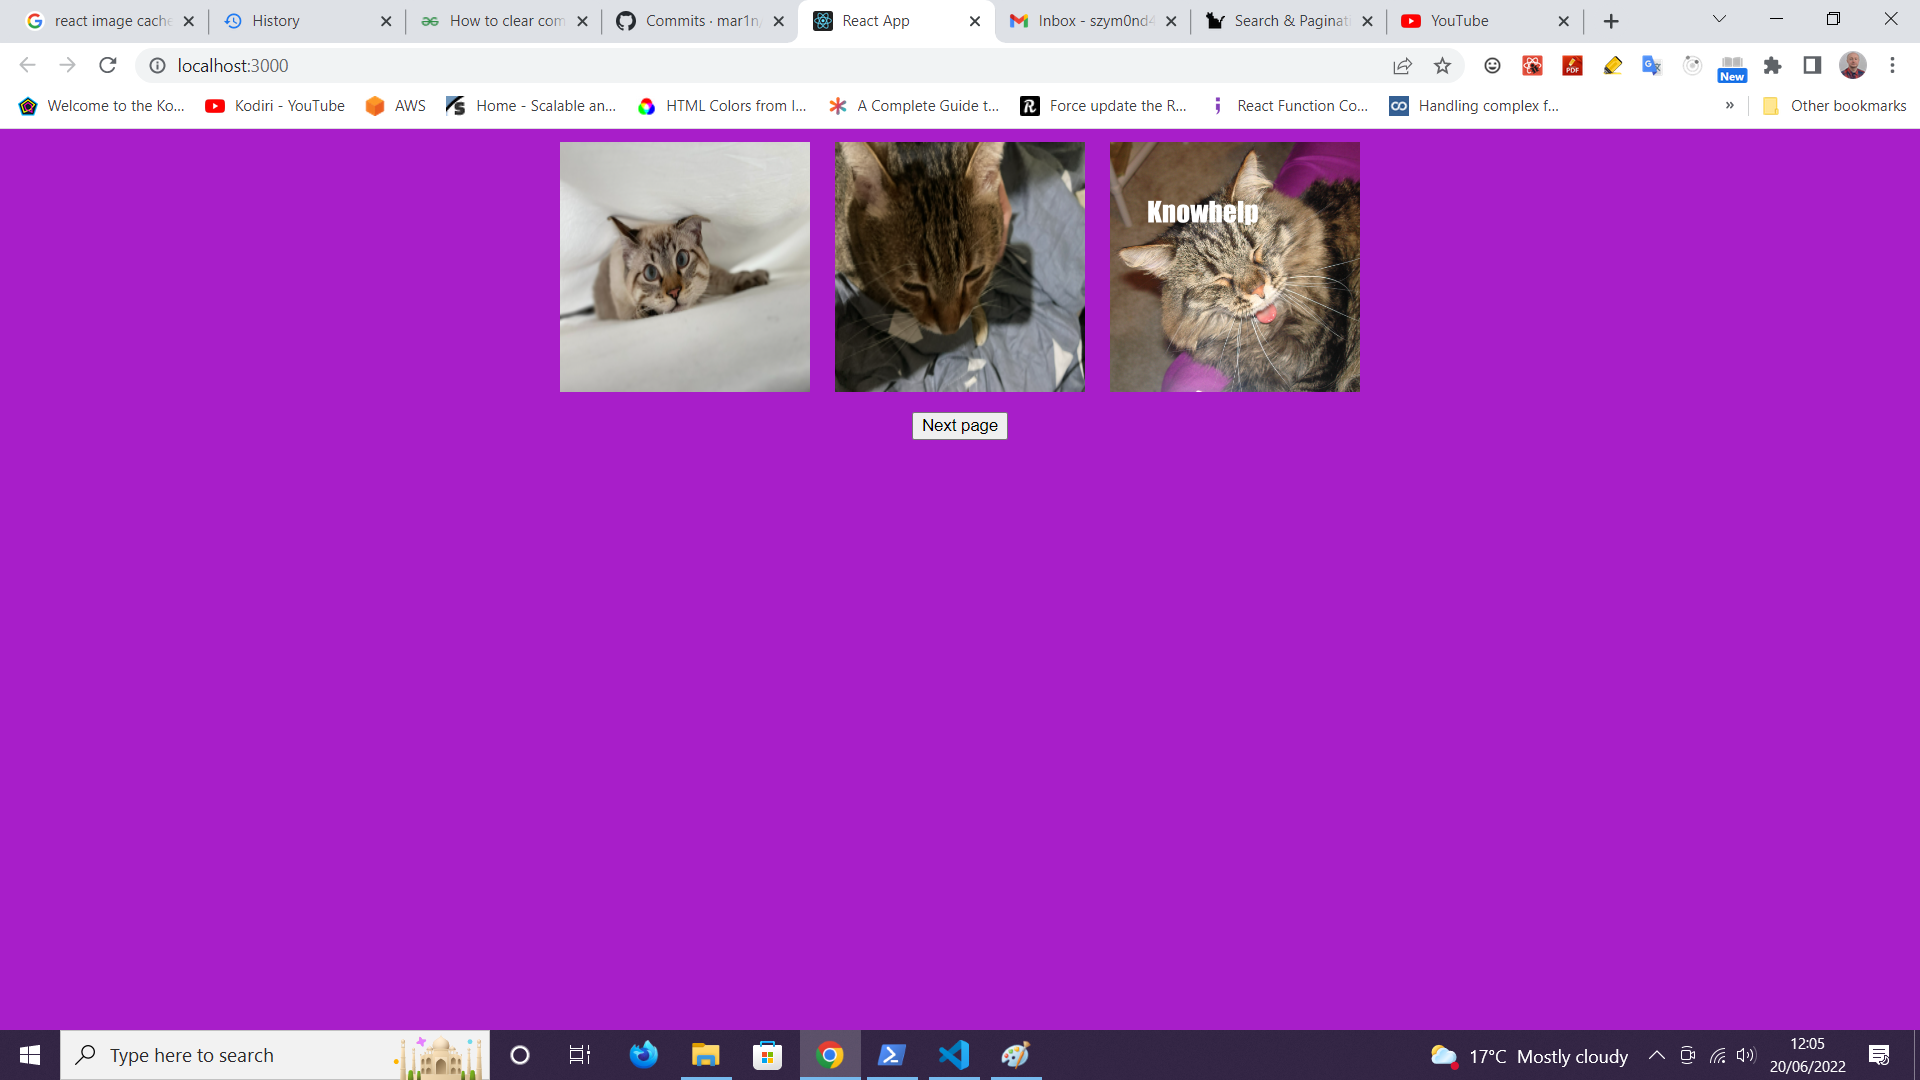 react image cache
History
How to clear com
Commits · mar1n/
React App
Inbox - szym0nd4
Search & Paginati
YouTube
localhost:3000
New
Welcome to the Ko...
Kodiri - YouTube
AWS
Home - Scalable an...
HTML Colors from I...
A Complete Guide t...
Force update the R...
React Function Co...
Handling complex f...
»
Other bookmarks
Knowhelp
Next page
Type here to search
17°C Mostly cloudy
12:05
20/06/2022